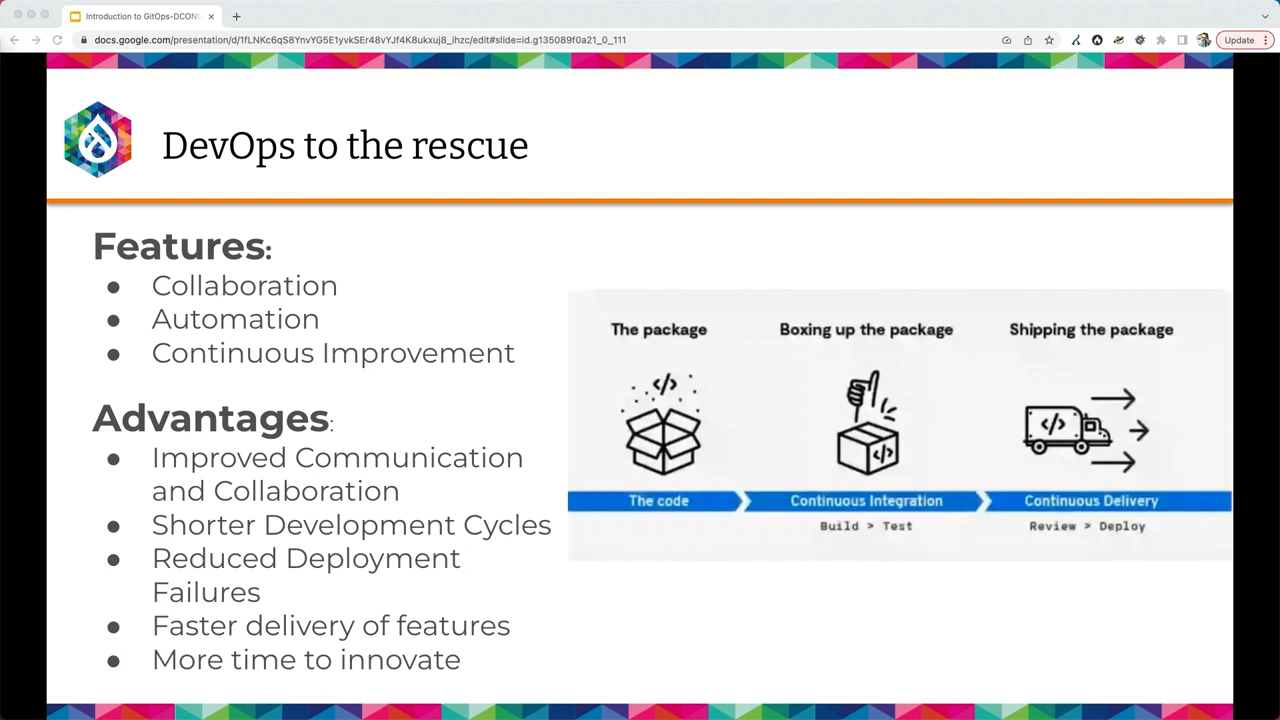 Introduction to GitOps-DCON
docs.google.com/presentation/d/1fLNKc6qS8YnvYG5E1yvkSEr48vYJf4K8ukxuj8_ihzc/edit#slide=id.g135089f0a21_0_111
Update
DevOps to the rescue
Features:
● Collaboration
● Automation
● Continuous Improvement
Advantages:
● Improved Communication
and Collaboration
● Shorter Development Cycles
● Reduced Deployment
Failures
● Faster delivery of features
● More time to innovate
The package
Boxing up the package
Shipping the package
</>
</>
</>
The code
Continuous Integration
Continuous Delivery
Build > Test
Review > Deploy